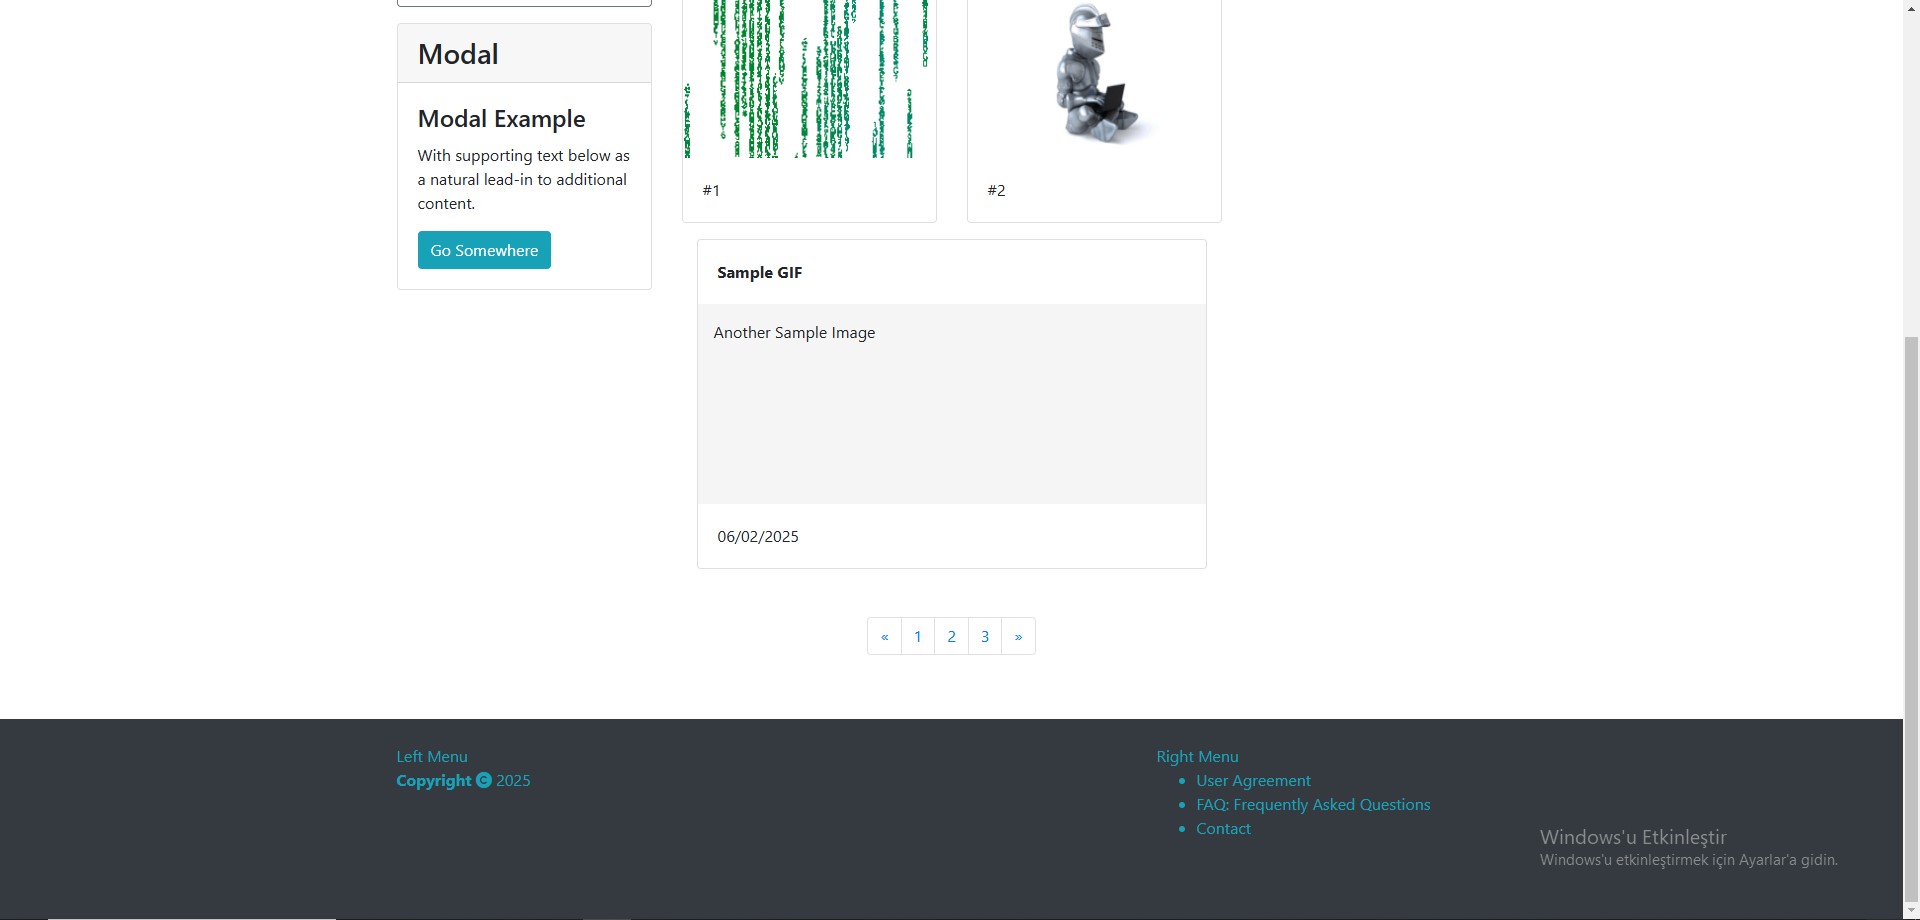 Modal
Modal Example
With supporting text below as
a natural lead-in to additional
content.
Go Somewhere
#1
#2
Sample GIF
Another Sample Image
06/02/2025
« 1 2 3 »
Left Menu
Copyright © 2025
Right Menu
User Agreement
FAQ: Frequently Asked Questions
Contact
Windows'u Etkinleştir
Windows'u etkinleştirmek için Ayarlar'a gidin.